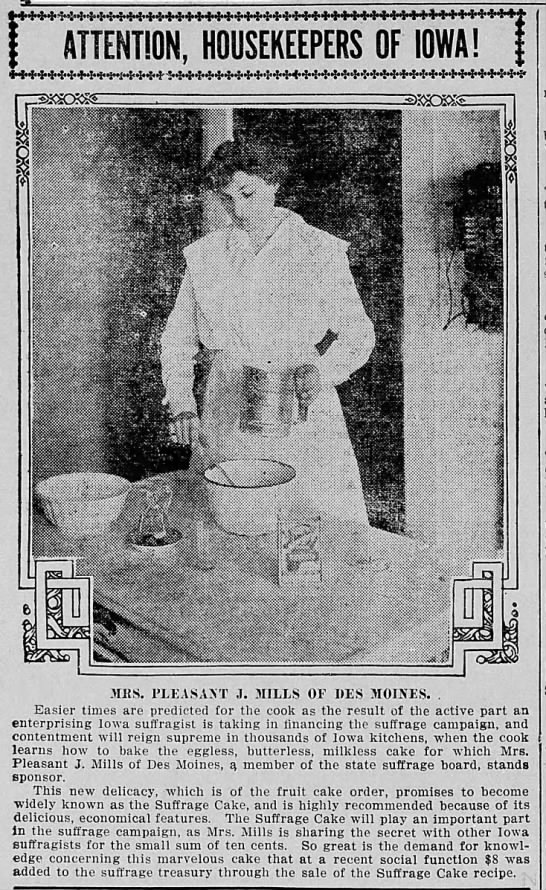 ATTENTION, HOUSEKEEPERS OF IOWA!
MRS. PLEASANT J. MILLS OF DES MOINES.
Easier times are predicted for the cook as the result of the active part an
enterprising Iowa suffragist is taking in financing the suffrage campaign, and
contentment will reign supreme in thousands of Iowa kitchens, when the cook
learns how to bake the eggless, butterless, milkless cake for which Mrs.
Pleasant J. Mills of Des Moines, a member of the state suffrage board, stands
sponsor.
This new delicacy, which is of the fruit cake order, promises to become
widely known as the Suffrage Cake, and is highly recommended because of its
delicious, economical features. The Suffrage Cake will play an important part
in the suffrage campaign, as Mrs. Mills is sharing the secret with other Iowa
suffragists for the small sum of ten cents. So great is the demand for knowl-
edge concerning this marvelous cake that at a recent social function $8 was
added to the suffrage treasury through the sale of the Suffrage Cake recipe.